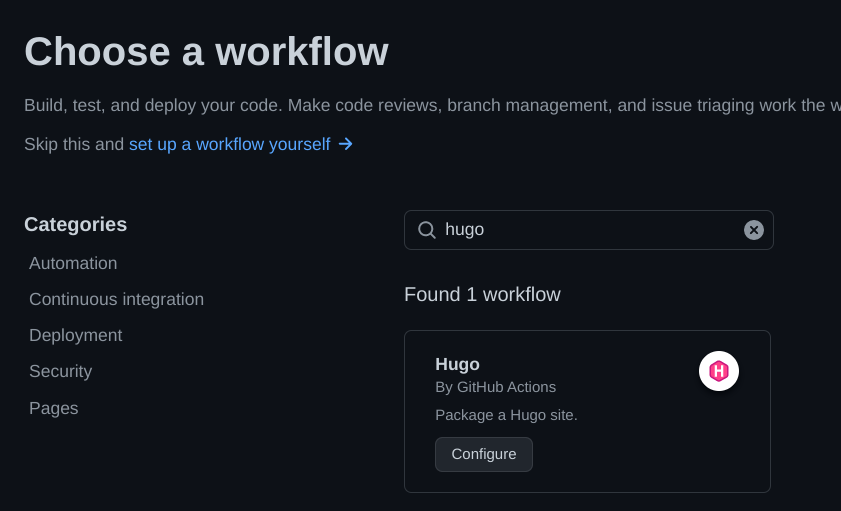 Choose a workflow
Build, test, and deploy your code. Make code reviews, branch management, and issue triaging work the w
Skip this and set up a workflow yourself →
Categories
Automation
Continuous integration
Deployment
Security
Pages
hugo
Found 1 workflow
Hugo
H
By GitHub Actions
Package a Hugo site.
Configure